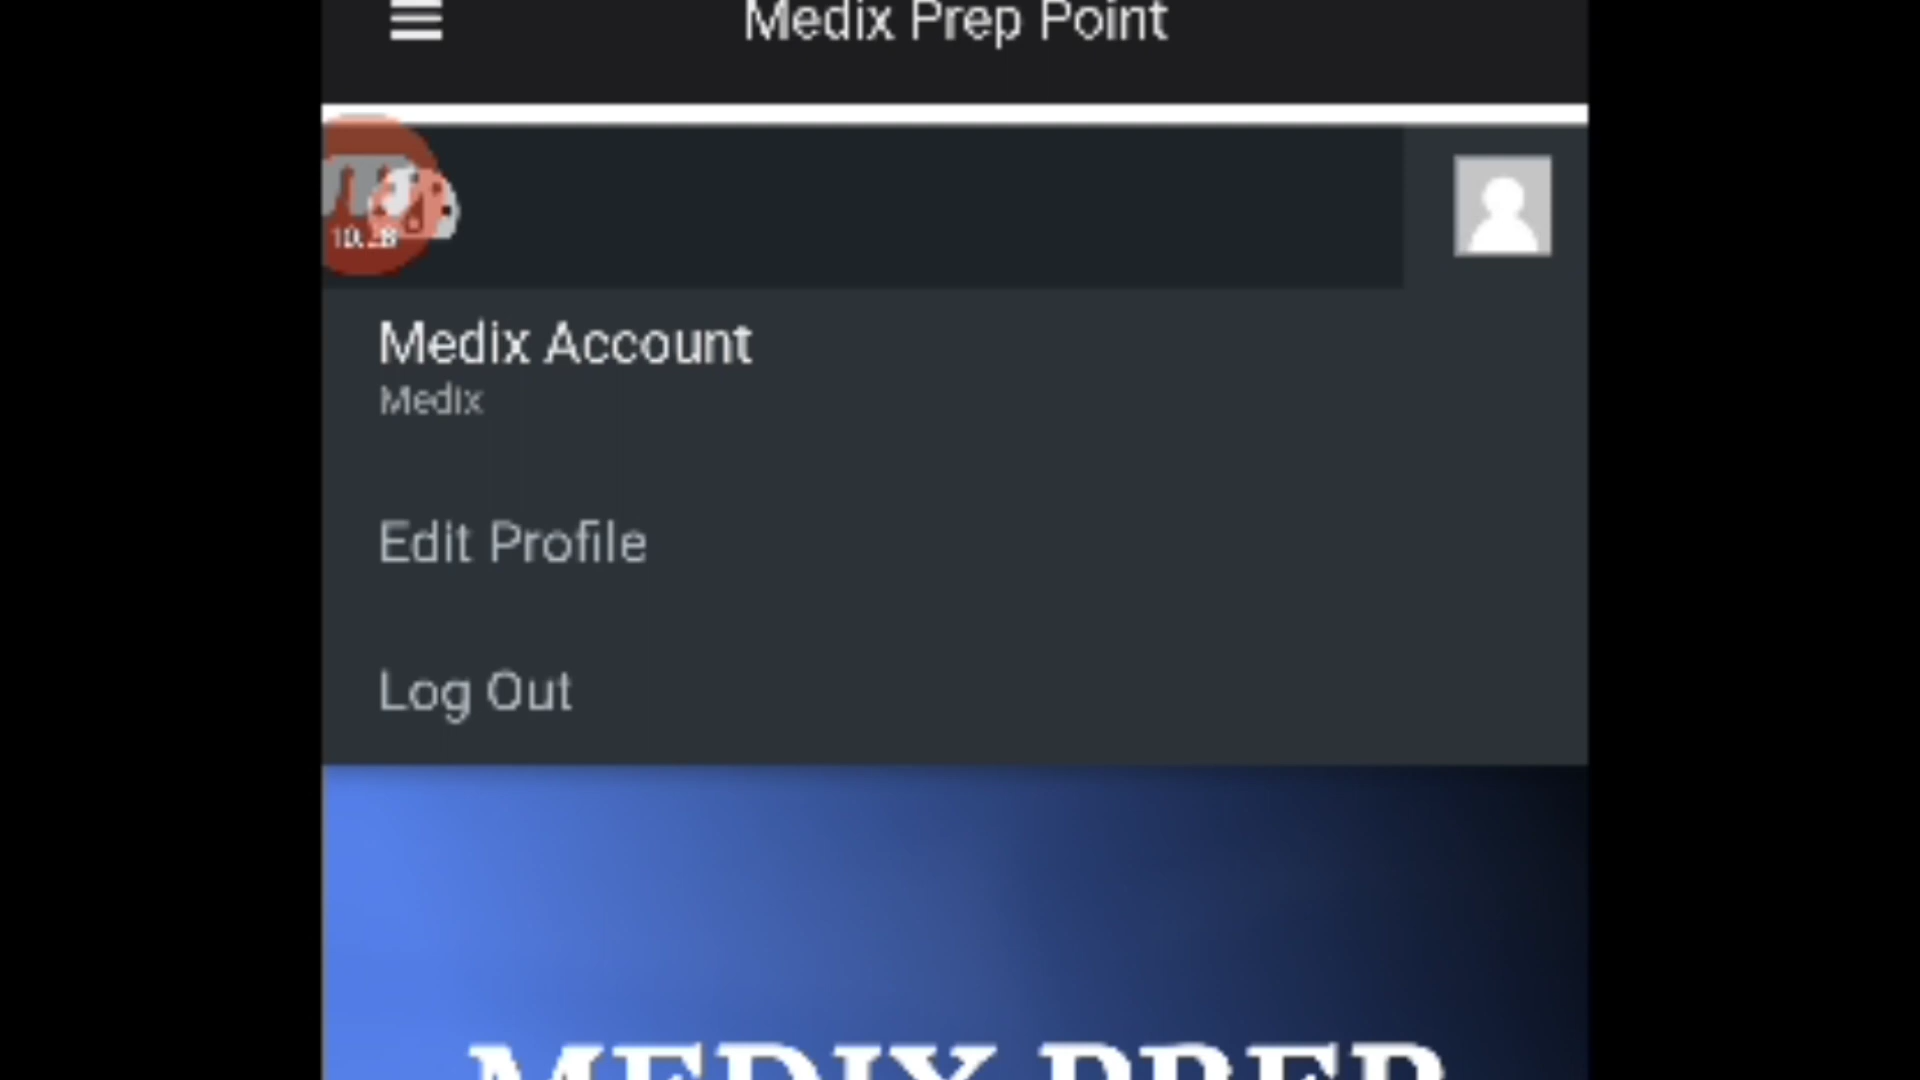 Medix Prep Point
Medix Account
Medix
Edit Profile
Log Out
MEDIX PREP